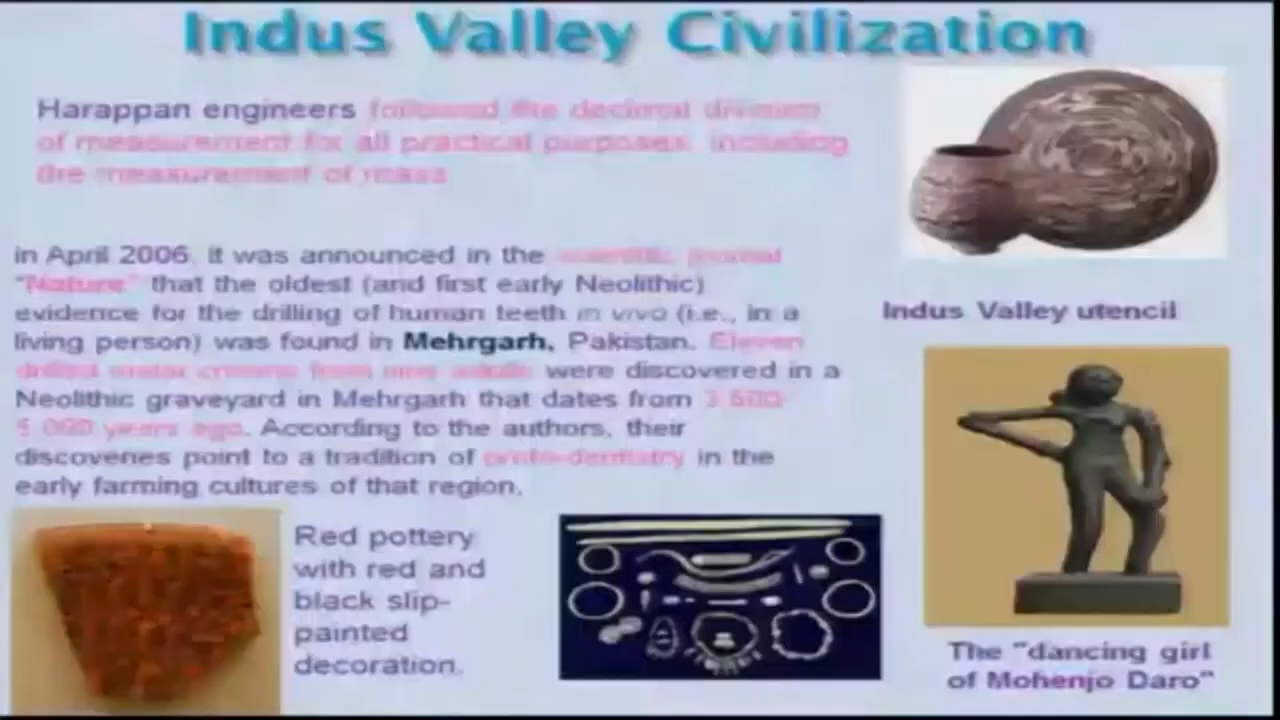 Indus Valley Civilization
Harappan engineers followed the decimal division
of measurement for all practical purposes, including
the measurement of mass
in April 2006, it was announced in the scientific journal
"Nature" that the oldest (and first early Neolithic)
evidence for the drilling of human teeth in vivo (i.e., in a
living person) was found in Mehrgarh, Pakistan. Eleven
drilled molar crowns from nine adults were discovered in a
Neolithic graveyard in Mehrgarh that dates from
5,000 years ago. According to the authors, their
discoveries point to a tradition of proto-dentistry in the
early farming cultures of that region.
Indus Valley utencil
Red pottery
with red and
black slip-
painted
decoration.
The "dancing girl
of Mohenjo Daro"